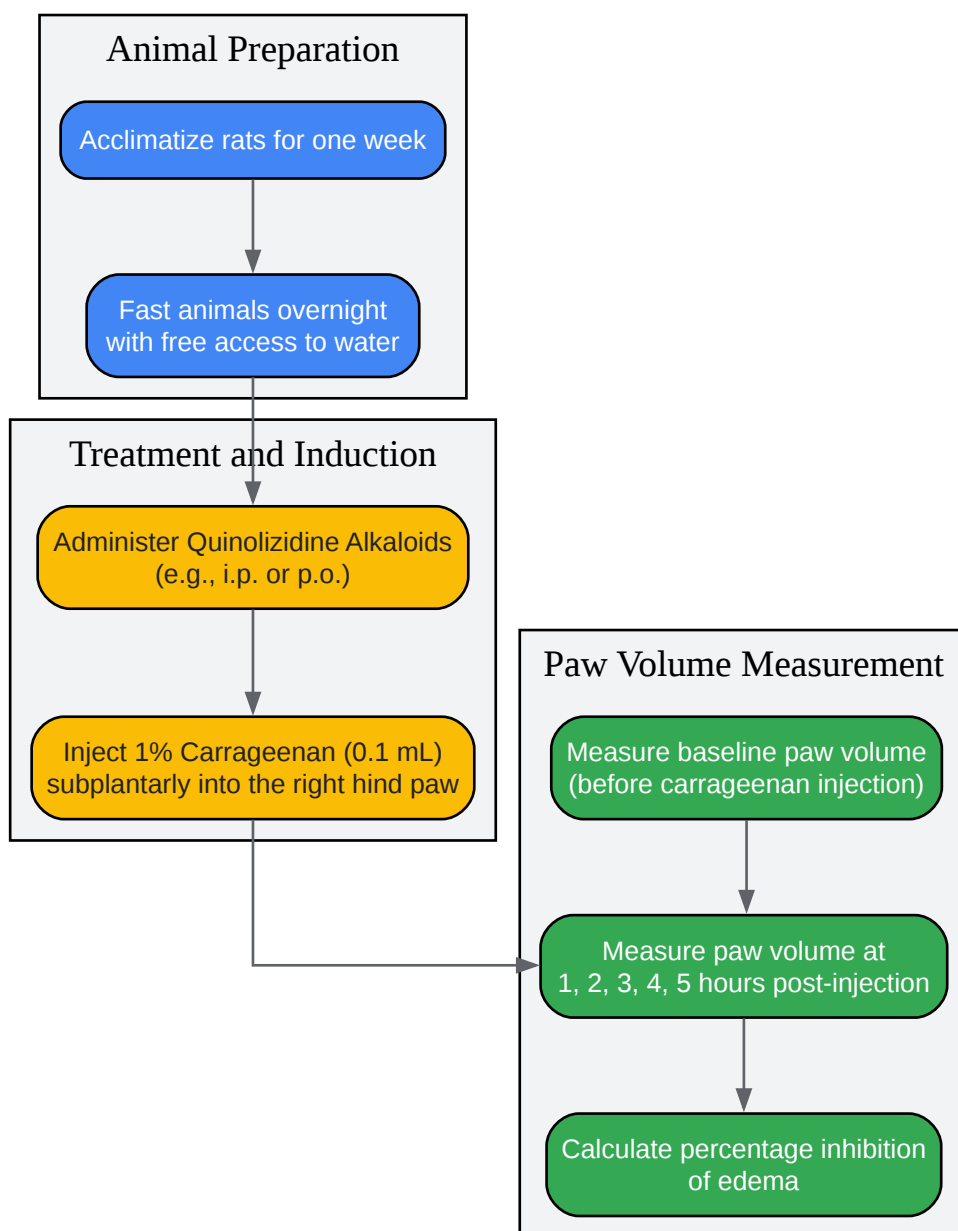 Animal Preparation
Acclimatize rats for one week
Fast animals overnight
with free access to water
Treatment and Induction
Administer Quinolizidine Alkaloids
(e.g., i.p. or p.o.)
Inject 1% Carrageenan (0.1 mL)
subplantarly into the right hind paw
Paw Volume Measurement
Measure baseline paw volume
(before carrageenan injection)
Measure paw volume at
1, 2, 3, 4, 5 hours post-injection
Calculate percentage inhibition
of edema